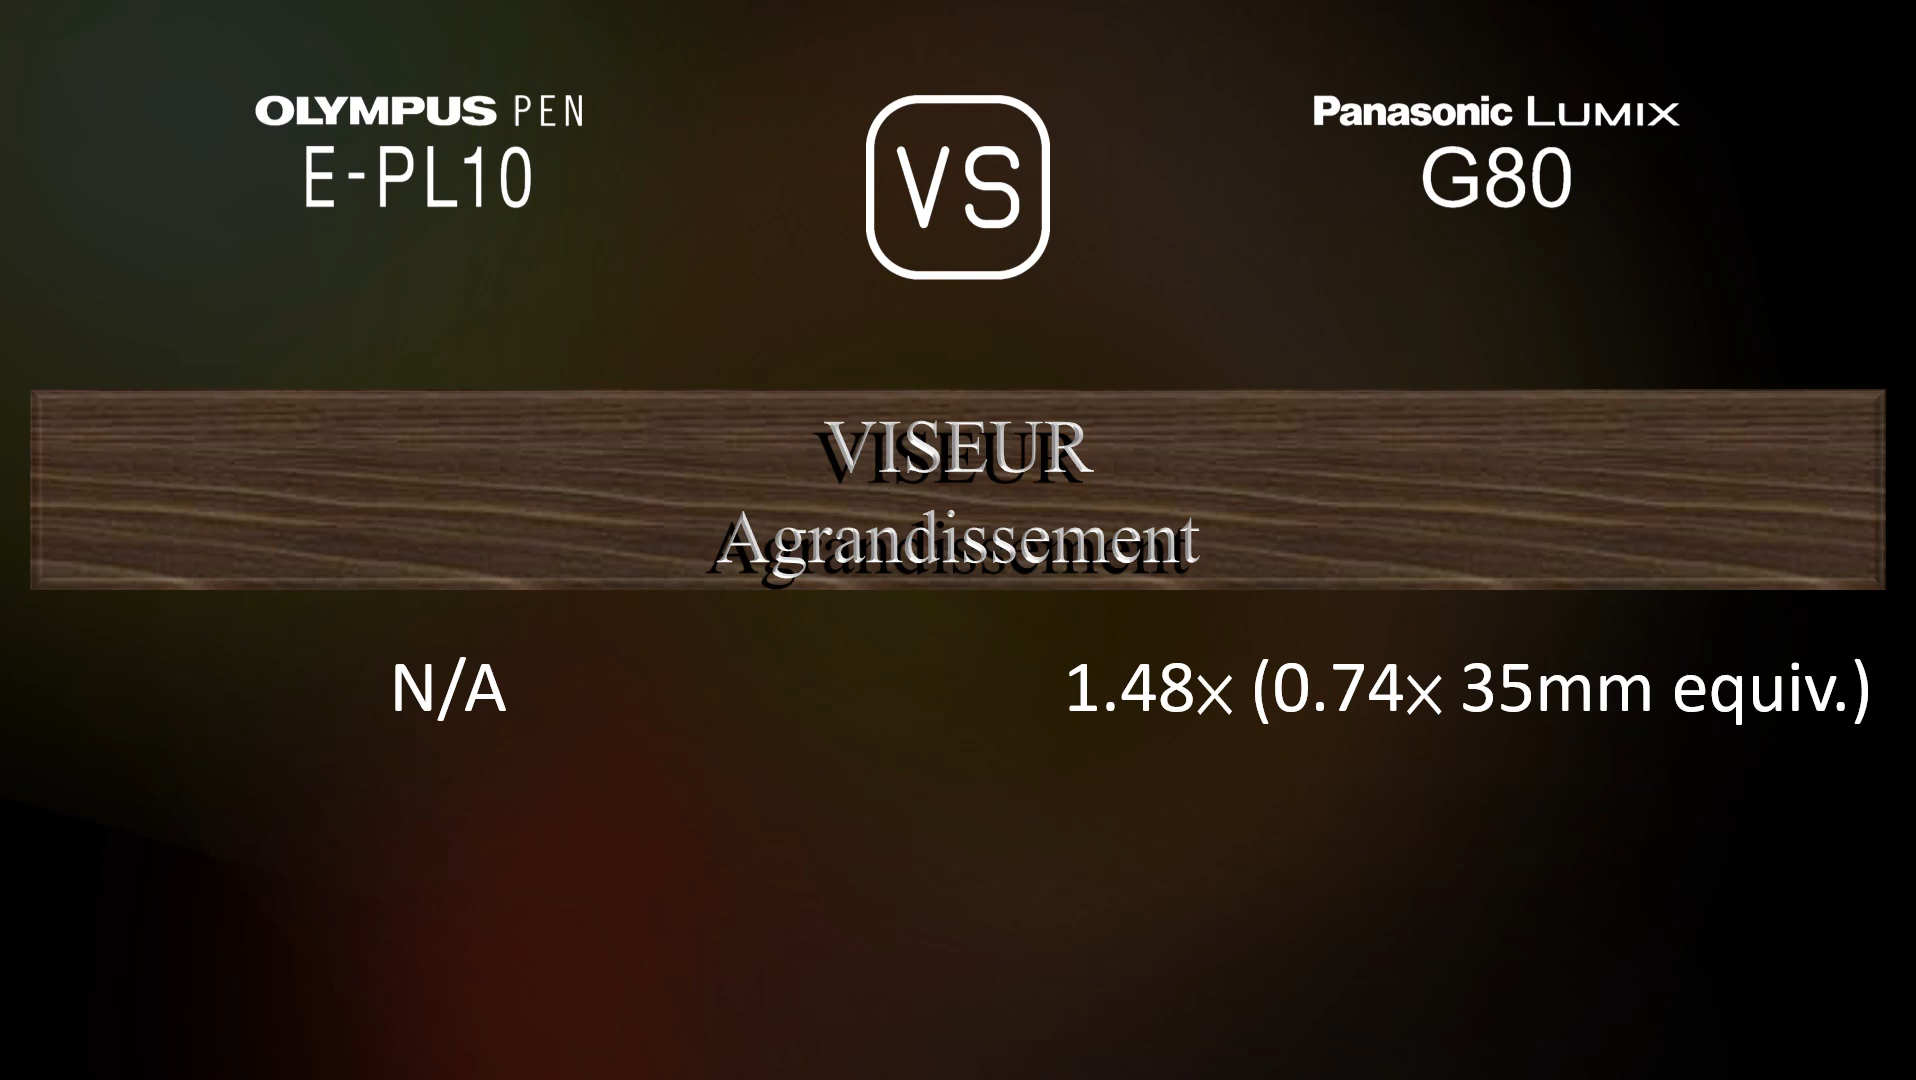 OLYMPUS PEN
E-PL10
VS
Panasonic LUMIX
G80
VISEUR
Agrandissement
N/A
1.48× (0.74× 35mm equiv.)